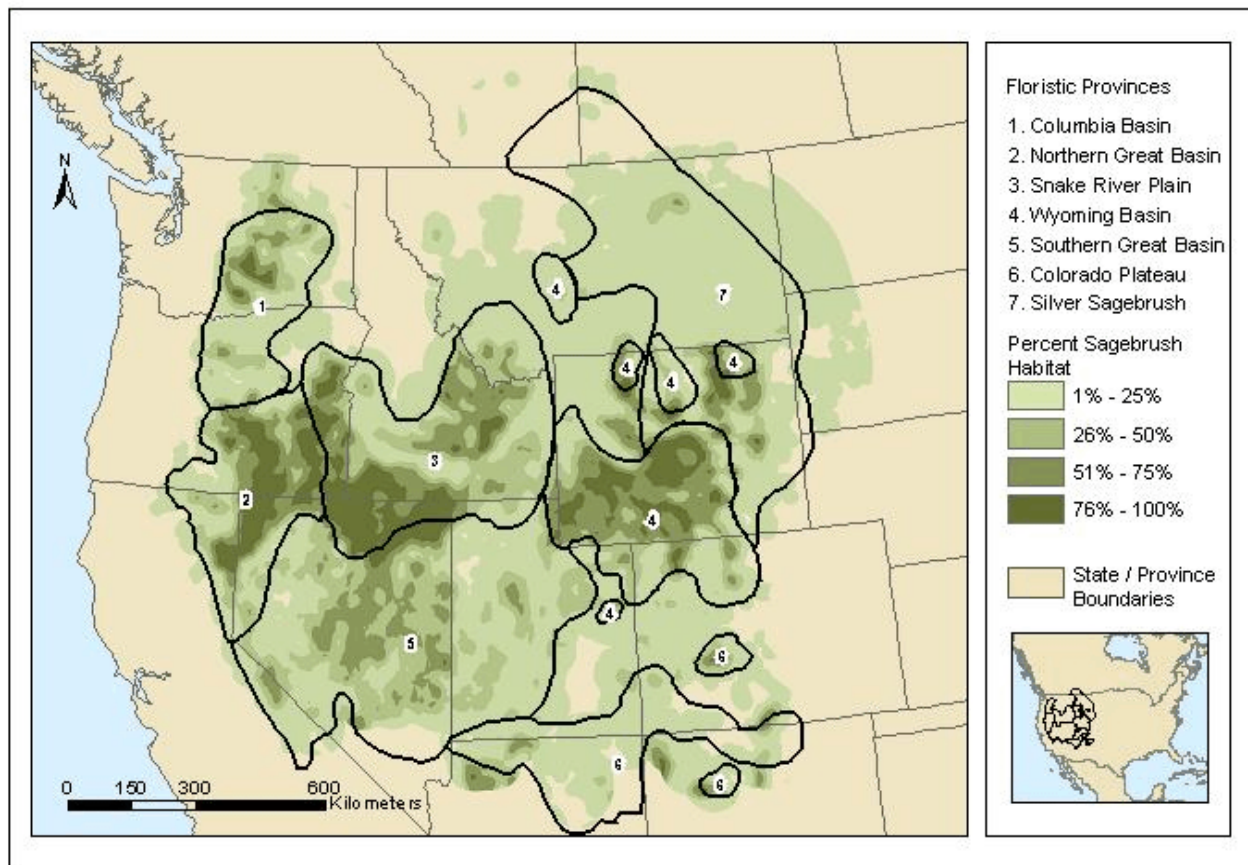 N
1
2
3
4
4
4
4
4
4
5
6
6
6
7
0 150 300 600
Kilometers
Floristic Provinces
1. Columbia Basin
2. Northern Great Basin
3. Snake River Plain
4. Wyoming Basin
5. Southern Great Basin
6. Colorado Plateau
7. Silver Sagebrush
Percent Sagebrush
Habitat
1% - 25%
26% - 50%
51% - 75%
76% - 100%
State / Province
Boundaries